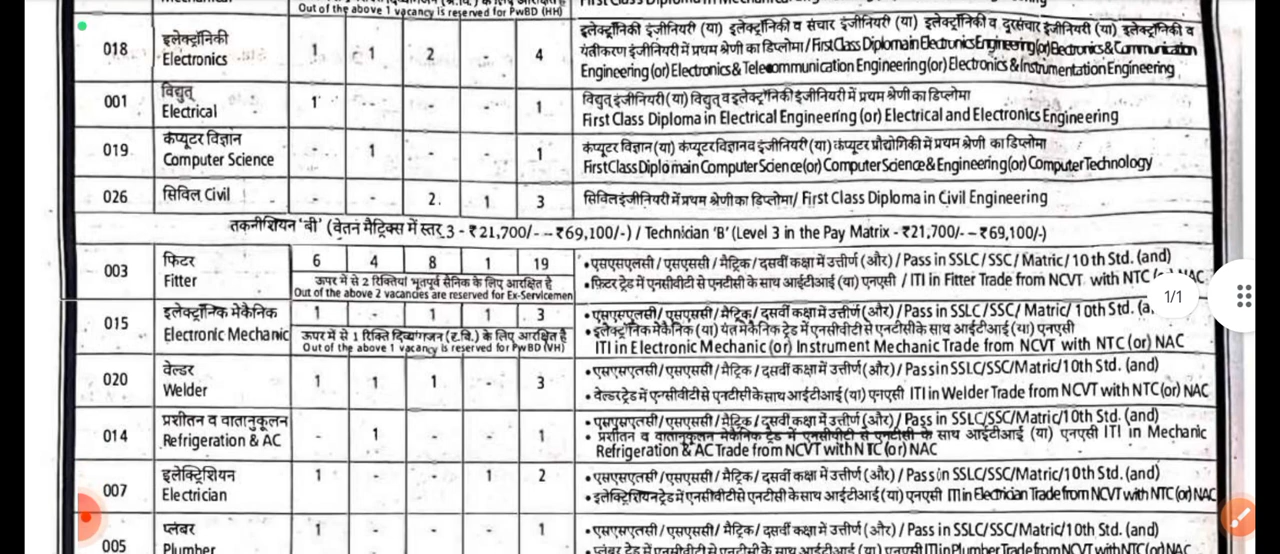 Out of the above 1 vacancy is reserved for PwBD (HH)
018 इलेक्ट्रॉनिकी Electronics 1 1 2 - 4 इलेक्ट्रॉनिकी इंजीनियरी (या) इलेक्ट्रॉनिकी व संचार इंजीनियरी (या) इलेक्ट्रॉनिकी व दूरसंचार इंजीनियरी (या) इलेक्ट्रॉनिकी व
यंत्रीकरण इंजीनियरी में प्रथम श्रेणी का डिप्लोमा / First Class Diploma in Electronics Engineering (or) Electronics & Communication
Engineering (or) Electronics & Telecommunication Engineering (or) Electronics & Instrumentation Engineering
001 विद्युत् Electrical 1 - - - 1 विद्युत् इंजीनियरी (या) विद्युत् व इलेक्ट्रॉनिकी इंजीनियरी में प्रथम श्रेणी का डिप्लोमा
First Class Diploma in Electrical Engineering (or) Electrical and Electronics Engineering
019 कंप्यूटर विज्ञान Computer Science - 1 - - 1 कंप्यूटर विज्ञान (या) कंप्यूटर विज्ञान व इंजीनियरी (या) कंप्यूटर प्रौद्योगिकी में प्रथम श्रेणी का डिप्लोमा
First Class Diploma in Computer Science (or) Computer Science & Engineering (or) Computer Technology
026 सिविल Civil - - 2 1 3 सिविल इंजीनियरी में प्रथम श्रेणी का डिप्लोमा / First Class Diploma in Civil Engineering
तकनीशियन 'बी' (वेतन मैट्रिक्स में स्तर 3 - ₹21,700/- – ₹69,100/-) / Technician 'B' (Level 3 in the Pay Matrix - ₹21,700/- – ₹69,100/-)
003 फिटर Fitter 6 4 8 1 19 • एसएसएलसी / एसएससी / मैट्रिक / दसवीं कक्षा में उत्तीर्ण (और) / Pass in SSLC / SSC / Matric / 10 th Std. (and)
ऊपर में से 2 रिक्तियां भूतपूर्व सैनिक के लिए आरक्षित है
Out of the above 2 vacancies are reserved for Ex-Servicemen
• फ़िटर ट्रेड में एनसीवीटी से एनटीसी के साथ आईटीआई (या) एनएसी / ITI in Fitter Trade from NCVT with NTC NAC
1/1
015 इलेक्ट्रॉनिक मेकैनिक Electronic Mechanic 1 - 1 1 3 • एसएसएलसी / एसएससी / मैट्रिक / दसवीं कक्षा में उत्तीर्ण (और) / Pass in SSLC / SSC / Matric / 10th Std.
ऊपर में से 1 रिक्ति दिव्यांगजन (दृ.वि.) के लिए आरक्षित है
Out of the above 1 vacancy is reserved for PwBD (VH)
• इलेक्ट्रॉनिक मेकैनिक (या) यंत्र मेकैनिक ट्रेड में एनसीवीटी से एनटीसी के साथ आईटीआई (या) एनएसी
ITI in Electronic Mechanic (or) Instrument Mechanic Trade from NCVT with NTC (or) NAC
020 वेल्डर Welder 1 1 1 - 3 • एसएसएलसी / एसएससी / मैट्रिक / दसवीं कक्षा में उत्तीर्ण (और) / Pass in SSLC/SSC/Matric/10th Std. (and)
• वेल्डर ट्रेड में एनसीवीटी से एनटीसी के साथ आईटीआई (या) एनएसी ITI in Welder Trade from NCVT with NTC (or) NAC
014 प्रशीतन व वातानुकूलन Refrigeration & AC - 1 - - 1 • एसएसएलसी / एसएससी / मैट्रिक / दसवीं कक्षा में उत्तीर्ण (और) / Pass in SSLC/SSC/Matric/10th Std. (and)
• प्रशीतन व वातानुकूलन मेकैनिक ट्रेड में एनसीवीटी से एनटीसी के साथ आईटीआई (या) एनएसी ITI in Mechanic
Refrigeration & AC Trade from NCVT with NTC (or) NAC
007 इलेक्ट्रिशियन Electrician 1 - - 1 2 • एसएसएलसी / एसएससी / मैट्रिक / दसवीं कक्षा में उत्तीर्ण (और) / Pass in SSLC/SSC/Matric/10th Std. (and)
• इलेक्ट्रिशियन ट्रेड में एनसीवीटी से एनटीसी के साथ आईटीआई (या) एनएसी ITI in Electrician Trade from NCVT with NTC (or) NAC
005 प्लंबर Plumber 1 - - - 1 • एसएसएलसी / एसएससी / मैट्रिक / दसवीं कक्षा में उत्तीर्ण (और) / Pass in SSLC/SSC/Matric/10th Std. (and)
• प्लंबर ट्रेड में एनसीवीटी से एनटीसी के साथ आईटीआई (या) एनएसी ITI in Plumber Trade from NCVT with NTC (or) NAC